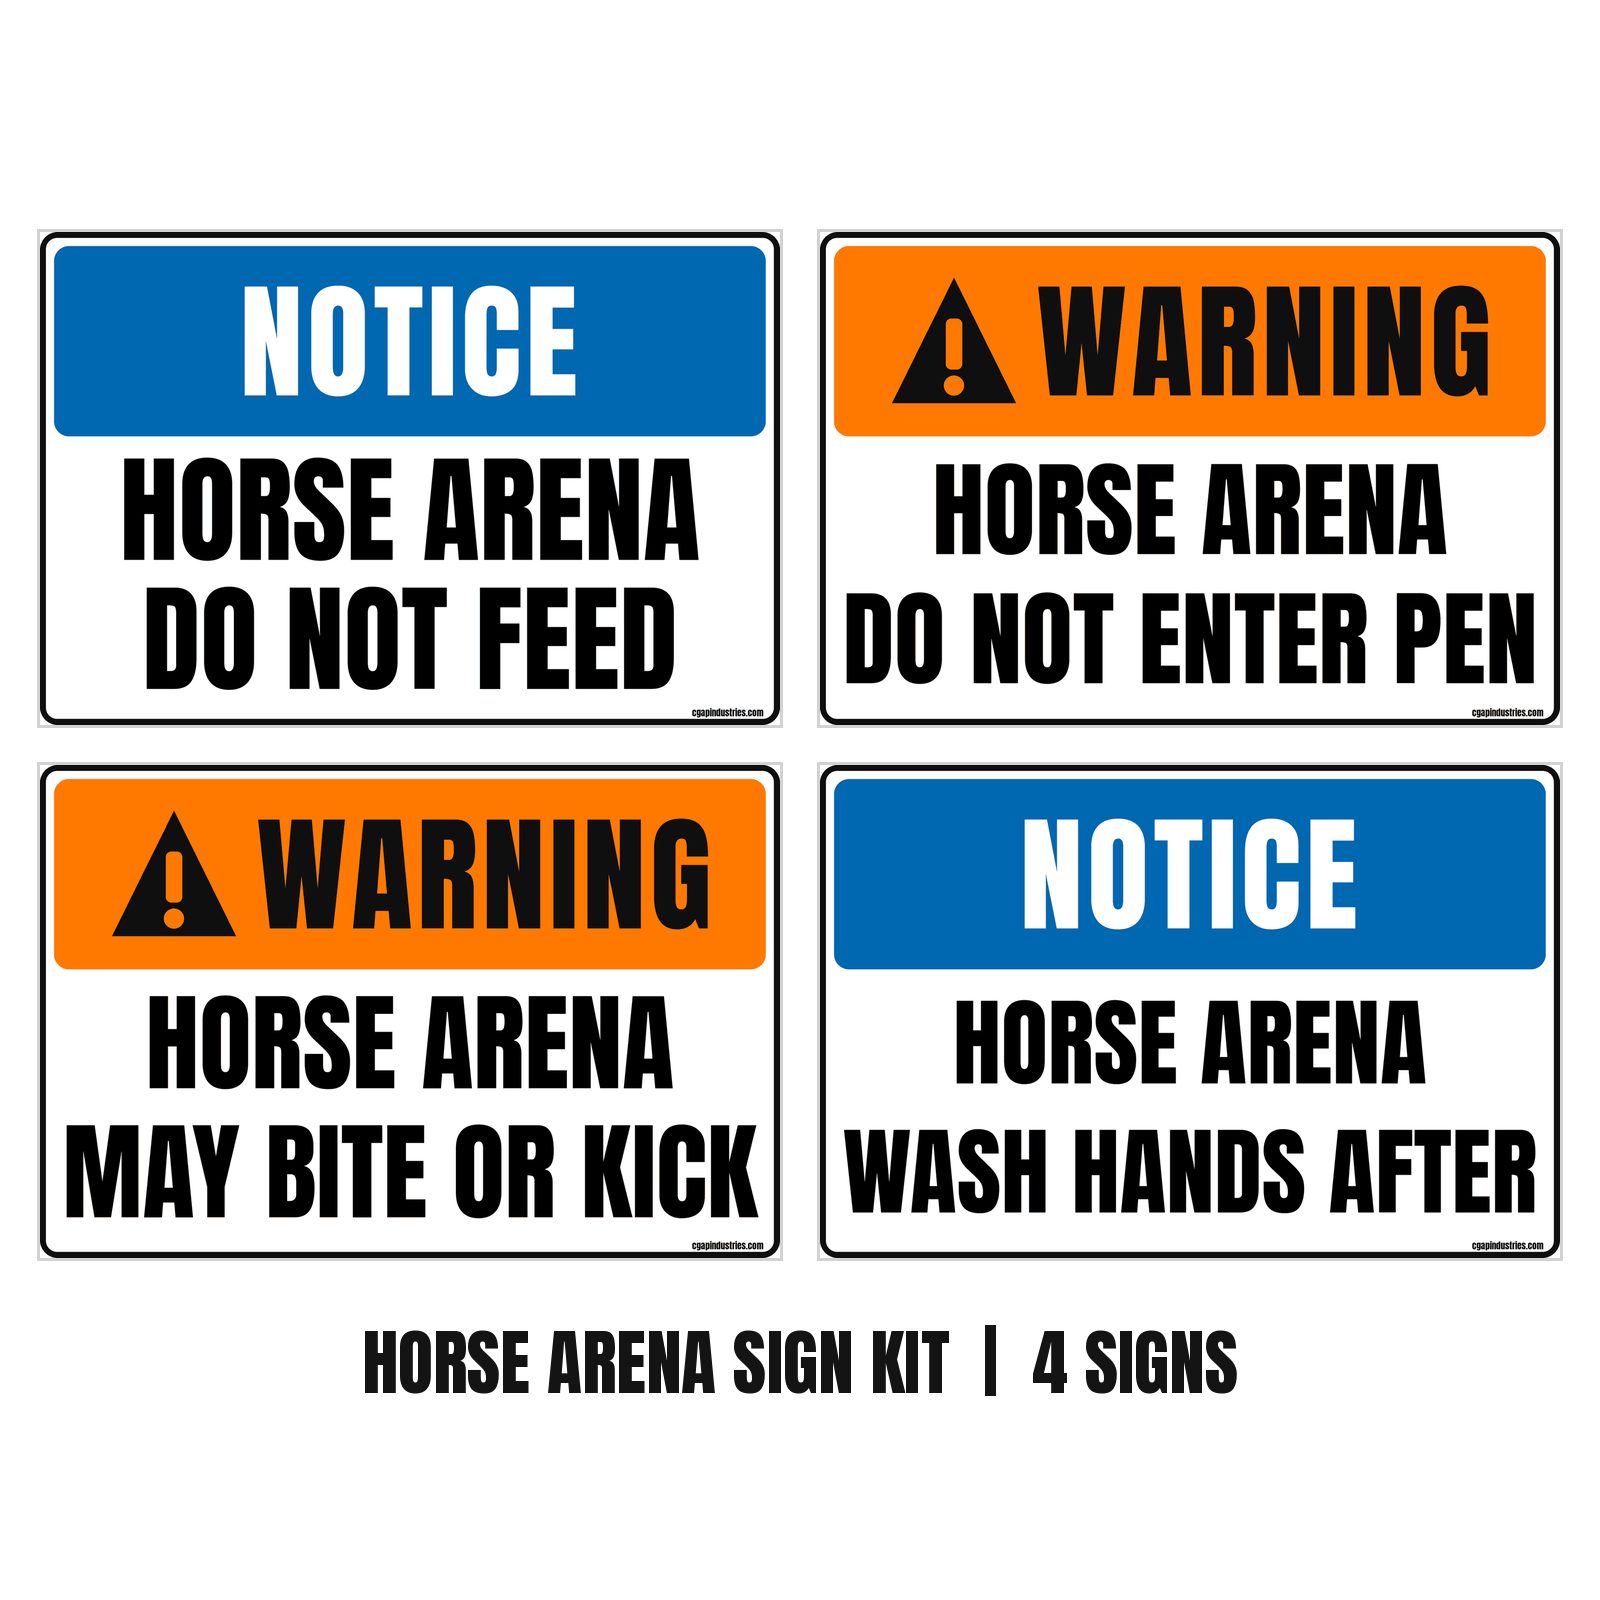 NOTICE
HORSE ARENA
DO NOT FEED
cgapindustries.com
WARNING
HORSE ARENA
DO NOT ENTER PEN
cgapindustries.com
WARNING
HORSE ARENA
MAY BITE OR KICK
cgapindustries.com
NOTICE
HORSE ARENA
WASH HANDS AFTER
cgapindustries.com
HORSE ARENA SIGN KIT | 4 SIGNS